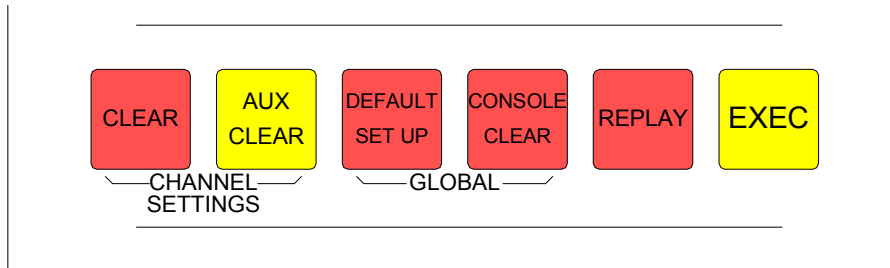 CLEAR
AUX
CLEAR
DEFAULT
SET UP
CONSOLE
CLEAR
REPLAY
EXEC
CHANNEL
SETTINGS
GLOBAL